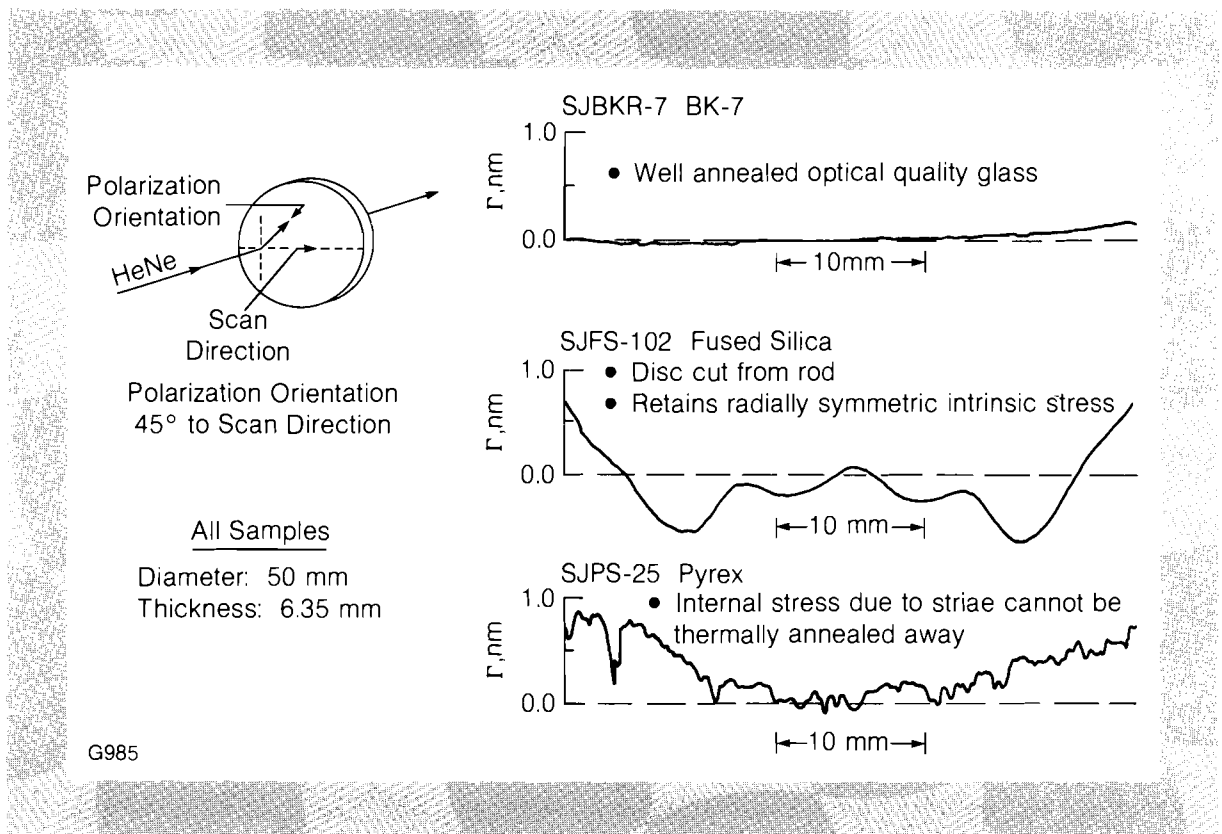 Polarization
Orientation
HeNe
Scan
Direction
Polarization Orientation
45° to Scan Direction
All Samples
Diameter: 50 mm
Thickness: 6.35 mm
SJBKR-7 BK-7
1.0
• Well annealed optical quality glass
Γ,nm
0.0
10mm
SJFS-102 Fused Silica
1.0
• Disc cut from rod
• Retains radially symmetric intrinsic stress
Γ,nm
0.0
10 mm
SJPS-25 Pyrex
1.0
• Internal stress due to striae cannot be
thermally annealed away
Γ,nm
0.0
10 mm
G985